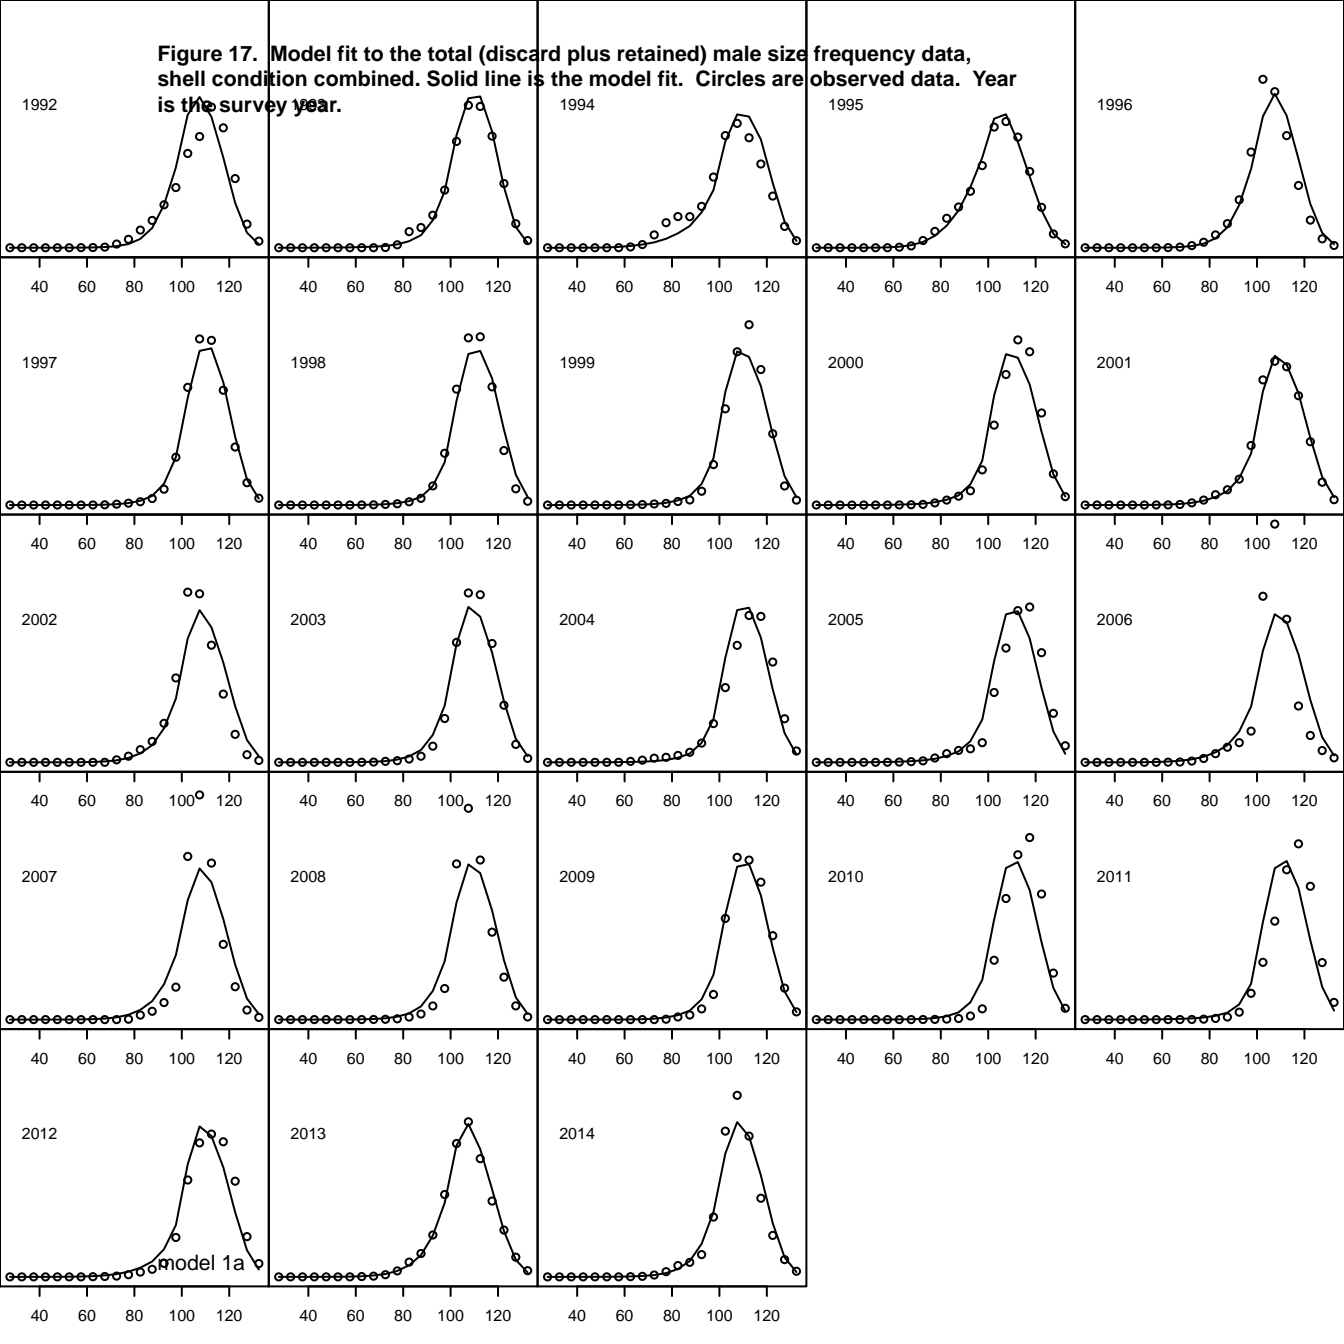 Figure 17.  Model fit to the total (discard plus retained) male size frequency data,
shell condition combined. Solid line is the model fit.  Circles are observed data.  Year
is the survey year.
1992 1993 1994 1995 1996
40 60 80 100 120 40 60 80 100 120 40 60 80 100 120 40 60 80 100 120 40 60 80 100 120
1997 1998 1999 2000 2001
40 60 80 100 120 40 60 80 100 120 40 60 80 100 120 40 60 80 100 120 40 60 80 100 120
2002 2003 2004 2005 2006
40 60 80 100 120 40 60 80 100 120 40 60 80 100 120 40 60 80 100 120 40 60 80 100 120
2007 2008 2009 2010 2011
40 60 80 100 120 40 60 80 100 120 40 60 80 100 120 40 60 80 100 120 40 60 80 100 120
2012 2013 2014
model 1a
40 60 80 100 120 40 60 80 100 120 40 60 80 100 120